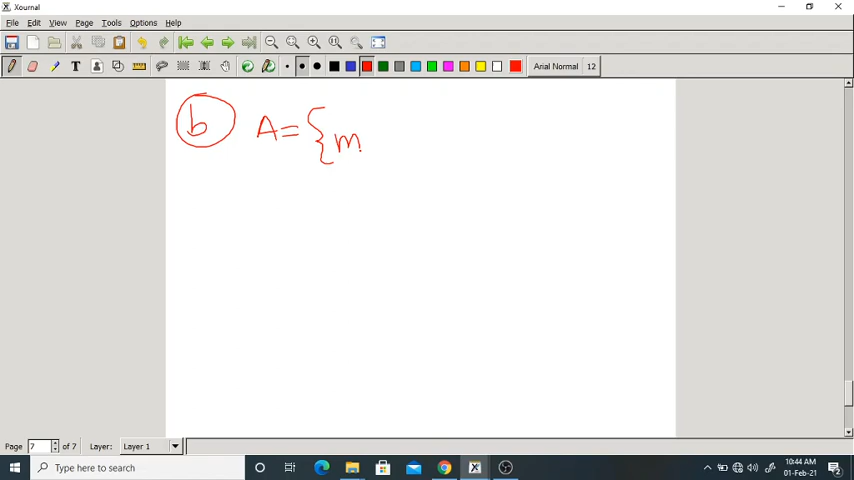 Xournal
File Edit View Page Tools Options Help
Arial Normal 12
b A = { m
Page 7 of 7 Layer: Layer 1
Type here to search
10:44 AM
01-Feb-21
2